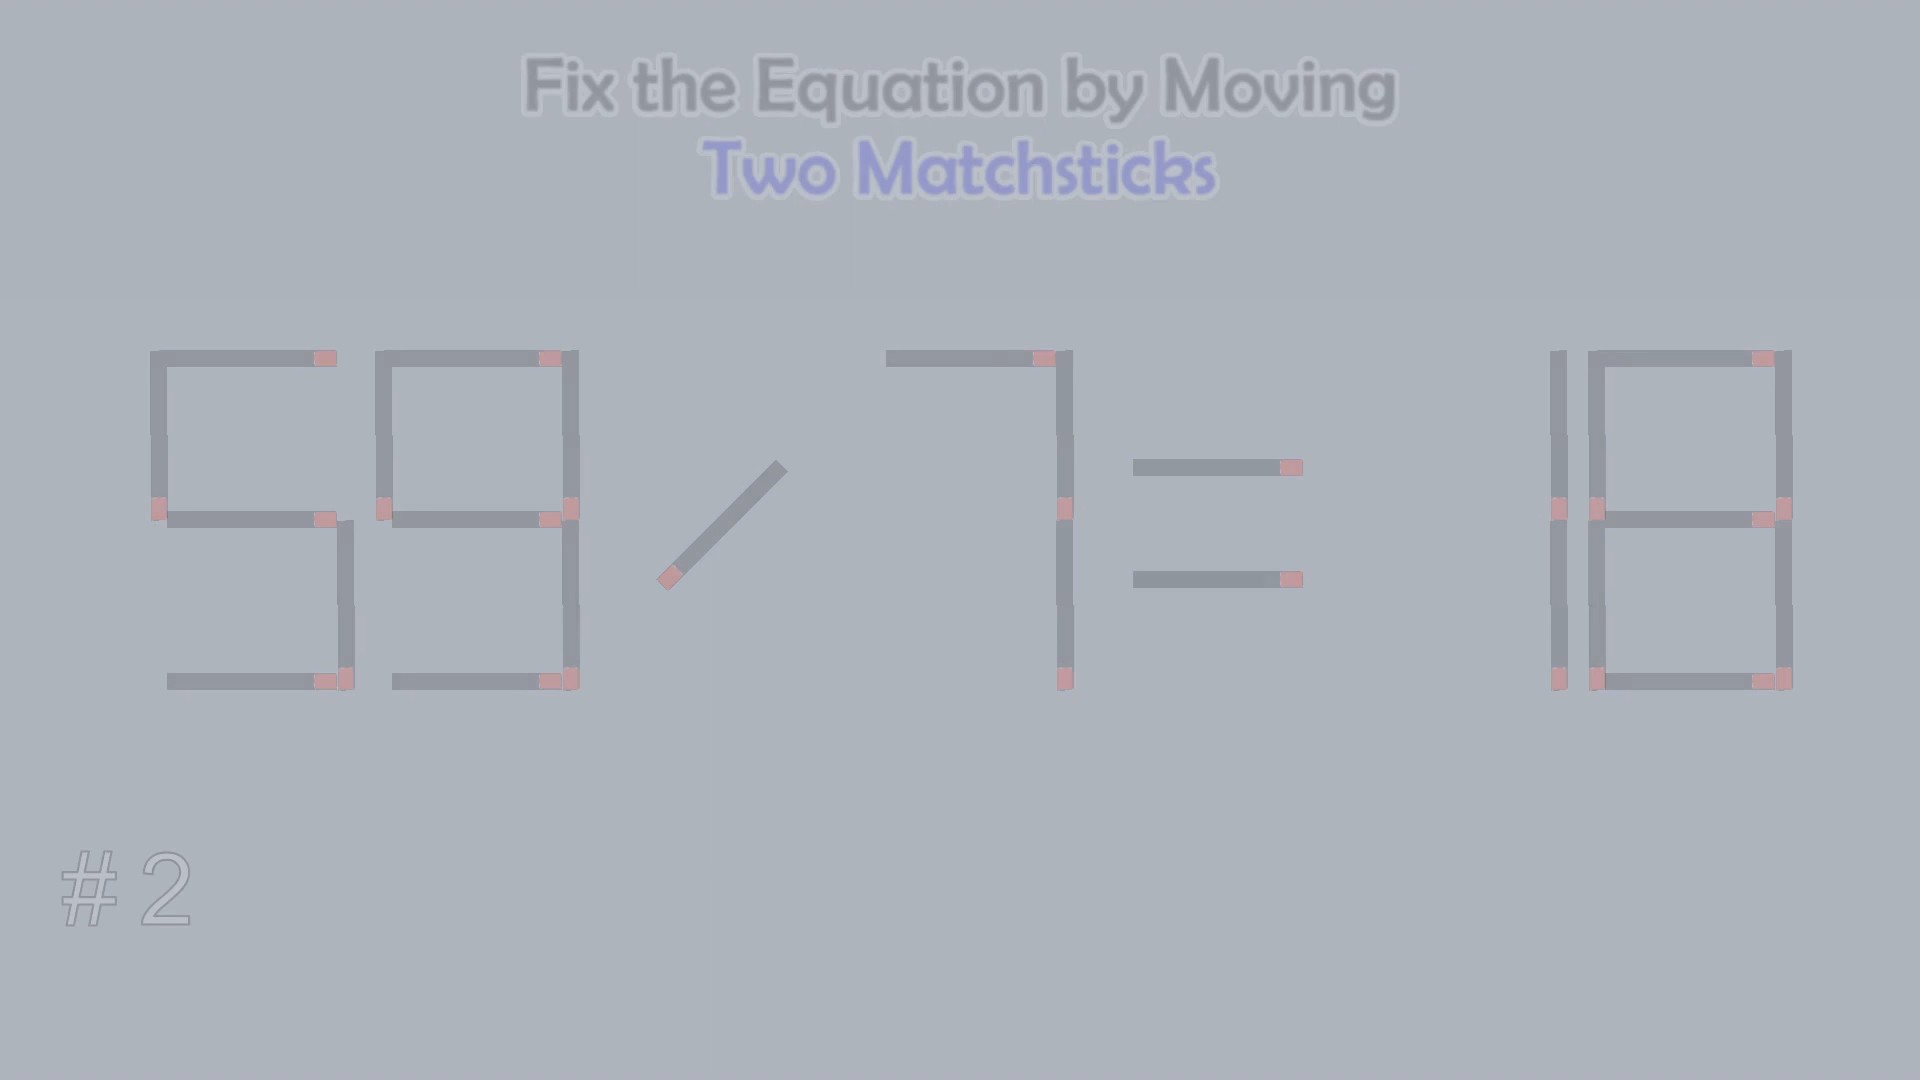 Fix the Equation by Moving
Two Matchsticks
59/7=18
#2